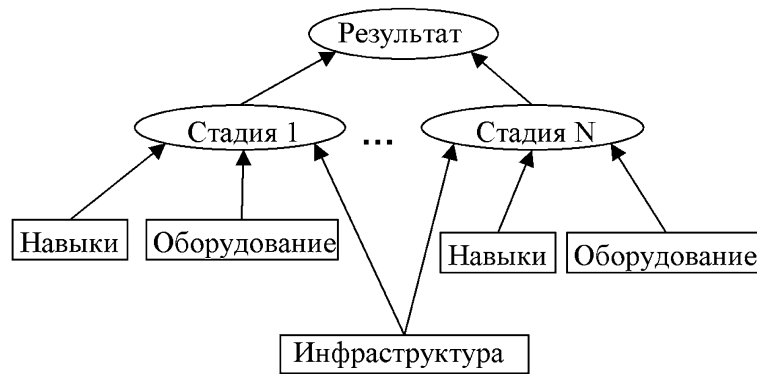 Результат
Стадия 1
...
Стадия N
Навыки
Оборудование
Навыки
Оборудование
Инфраструктура